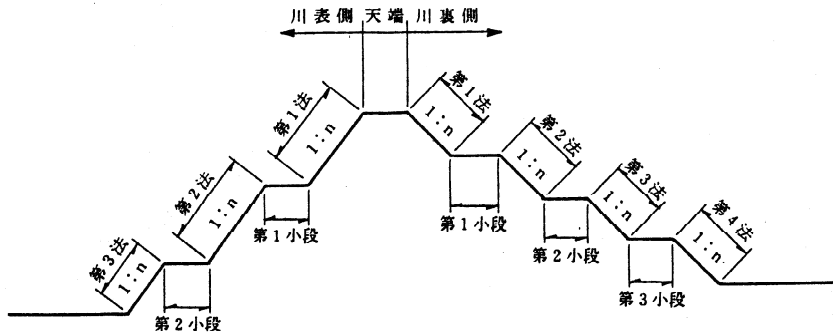 川表側 天端 川裏側
第1法
1:n
第2法
1:n
第3法
1:n
第1小段
第2小段
第1法
1:n
第2法
1:n
第3法
1:n
第4法
1:n
第1小段
第2小段
第3小段